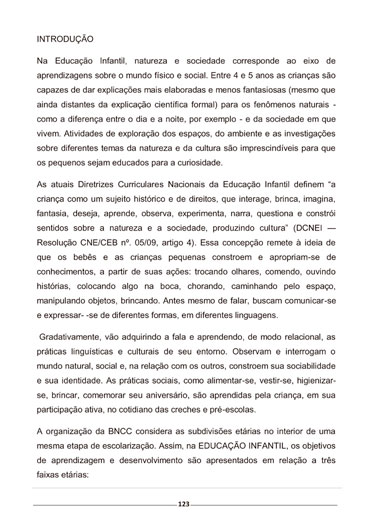 INTRODUÇÃO
Na Educação Infantil, natureza e sociedade corresponde ao eixo de
aprendizagens sobre o mundo físico e social. Entre 4 e 5 anos as crianças são
capazes de dar explicações mais elaboradas e menos fantasiosas (mesmo que
ainda distantes da explicação científica formal) para os fenômenos naturais -
como a diferença entre o dia e a noite, por exemplo - e da sociedade em que
vivem. Atividades de exploração dos espaços, do ambiente e as investigações
sobre diferentes temas da natureza e da cultura são imprescindíveis para que
os pequenos sejam educados para a curiosidade.
As atuais Diretrizes Curriculares Nacionais da Educação Infantil definem “a
criança como um sujeito histórico e de direitos, que interage, brinca, imagina,
fantasia, deseja, aprende, observa, experimenta, narra, questiona e constrói
sentidos sobre a natureza e a sociedade, produzindo cultura” (DCNEI —
Resolução CNE/CEB nº. 05/09, artigo 4). Essa concepção remete à ideia de
que os bebês e as crianças pequenas constroem e apropriam-se de
conhecimentos, a partir de suas ações: trocando olhares, comendo, ouvindo
histórias, colocando algo na boca, chorando, caminhando pelo espaço,
manipulando objetos, brincando. Antes mesmo de falar, buscam comunicar-se
e expressar- -se de diferentes formas, em diferentes linguagens.
Gradativamente, vão adquirindo a fala e aprendendo, de modo relacional, as
práticas linguísticas e culturais de seu entorno. Observam e interrogam o
mundo natural, social e, na relação com os outros, constroem sua sociabilidade
e sua identidade. As práticas sociais, como alimentar-se, vestir-se, higienizar-
se, brincar, comemorar seu aniversário, são aprendidas pela criança, em sua
participação ativa, no cotidiano das creches e pré-escolas.
A organização da BNCC considera as subdivisões etárias no interior de uma
mesma etapa de escolarização. Assim, na EDUCAÇÃO INFANTIL, os objetivos
de aprendizagem e desenvolvimento são apresentados em relação a três
faixas etárias:
123